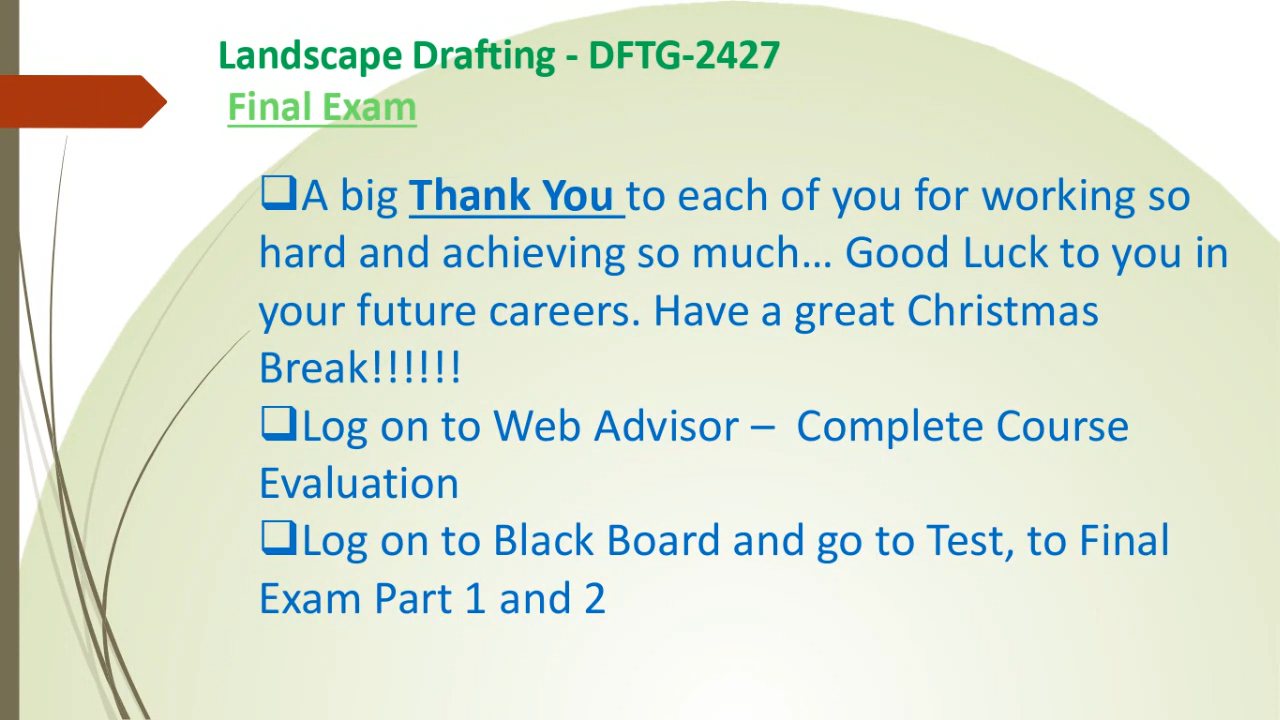 Landscape Drafting - DFTG-2427
Final Exam
❑A big Thank You to each of you for working so
hard and achieving so much… Good Luck to you in
your future careers. Have a great Christmas
Break!!!!!!
❑Log on to Web Advisor –  Complete Course
Evaluation
❑Log on to Black Board and go to Test, to Final
Exam Part 1 and 2